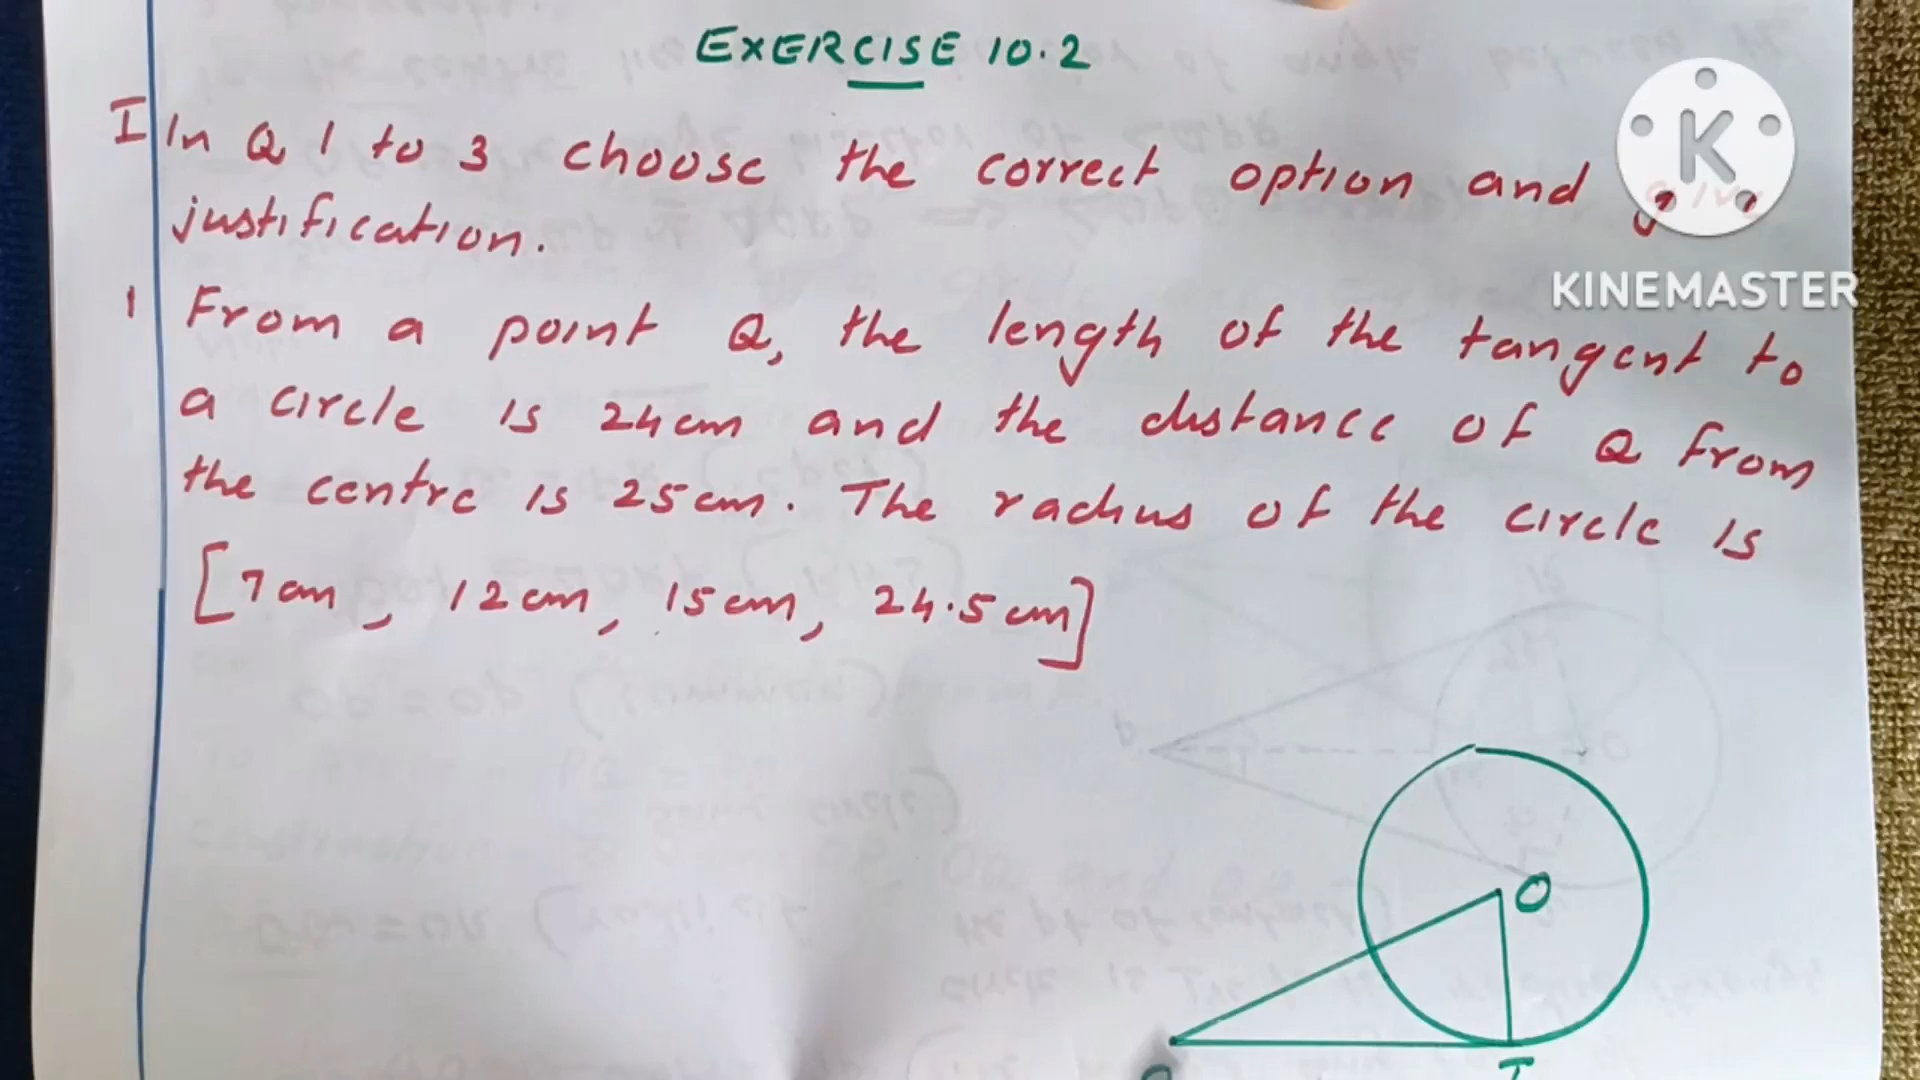 EXERCISE 10.2
I In Q 1 to 3 choose the correct option and give
justification.
1 From a point Q, the length of the tangent to
a circle is 24cm and the distance of Q from
the centre is 25cm. The radius of the circle is
[7cm, 12cm, 15cm, 24.5cm]
K
KINEMASTER
O
Q T